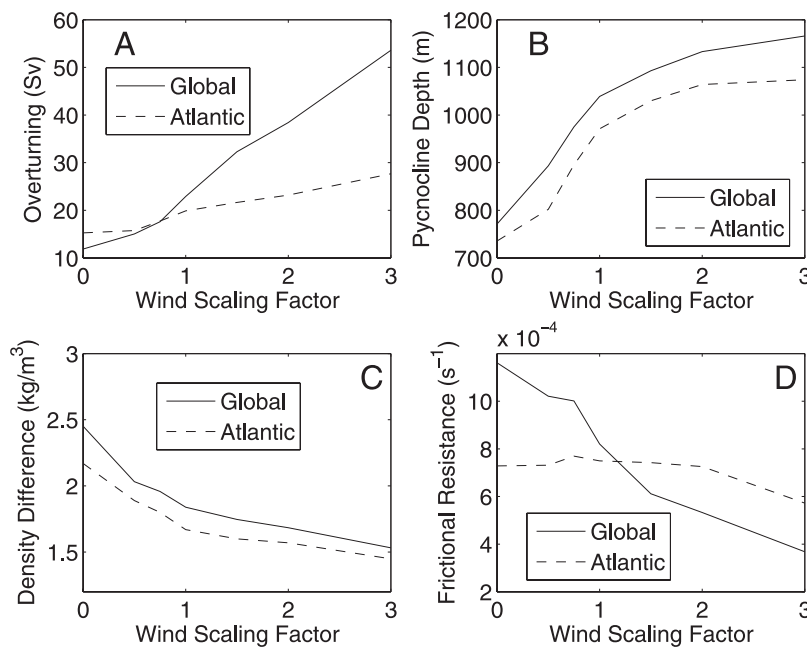 A
Overturning (Sv)
60
50
40
30
20
10
Global
Atlantic
0 1 2 3
Wind Scaling Factor
B
Pycnocline Depth (m)
1200
1100
1000
900
800
700
Global
Atlantic
0 1 2 3
Wind Scaling Factor
C
Density Difference (kg/m³)
3
2.5
2
1.5
Global
Atlantic
0 1 2 3
Wind Scaling Factor
x 10⁻⁴
D
Frictional Resistance (s⁻¹)
10
8
6
4
2
Global
Atlantic
0 1 2 3
Wind Scaling Factor